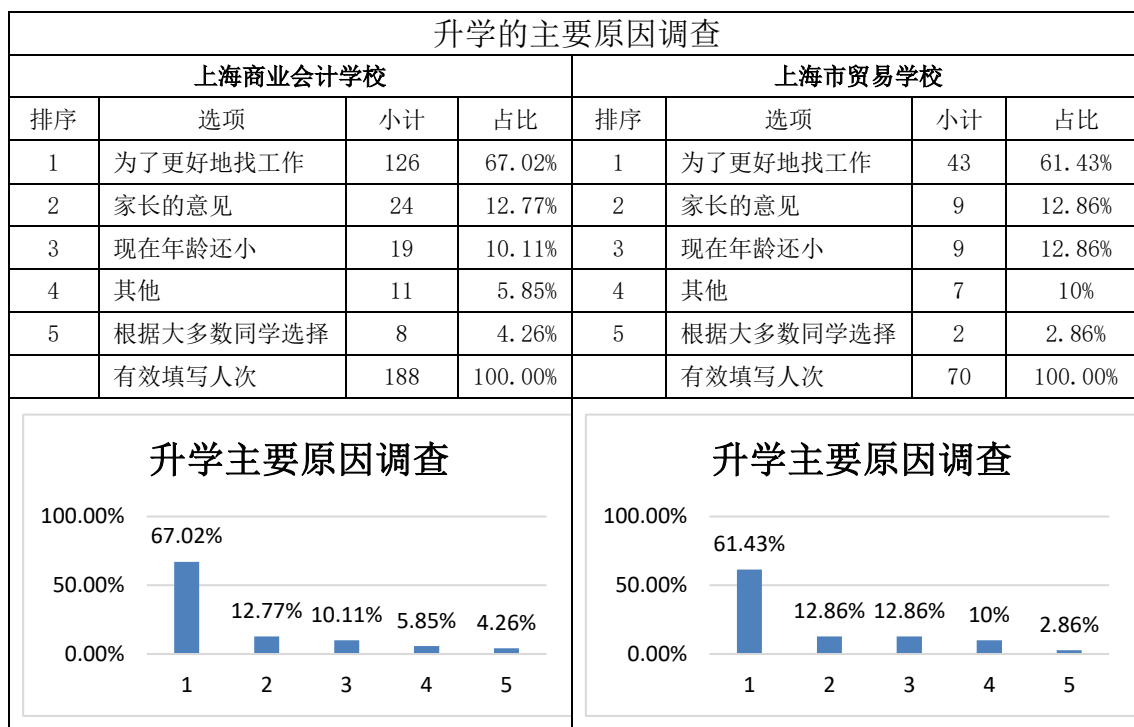 升学的主要原因调查
上海商业会计学校 上海市贸易学校
排序 选项 小计 占比 排序 选项 小计 占比
1 为了更好地找工作 126 67.02% 1 为了更好地找工作 43 61.43%
2 家长的意见 24 12.77% 2 家长的意见 9 12.86%
3 现在年龄还小 19 10.11% 3 现在年龄还小 9 12.86%
4 其他 11 5.85% 4 其他 7 10%
5 根据大多数同学选择 8 4.26% 5 根据大多数同学选择 2 2.86%
有效填写人次 188 100.00% 有效填写人次 70 100.00%
升学主要原因调查
100.00%
67.02%
50.00%
12.77% 10.11% 5.85% 4.26%
0.00%
1 2 3 4 5
升学主要原因调查
100.00%
61.43%
50.00%
12.86% 12.86% 10% 2.86%
0.00%
1 2 3 4 5